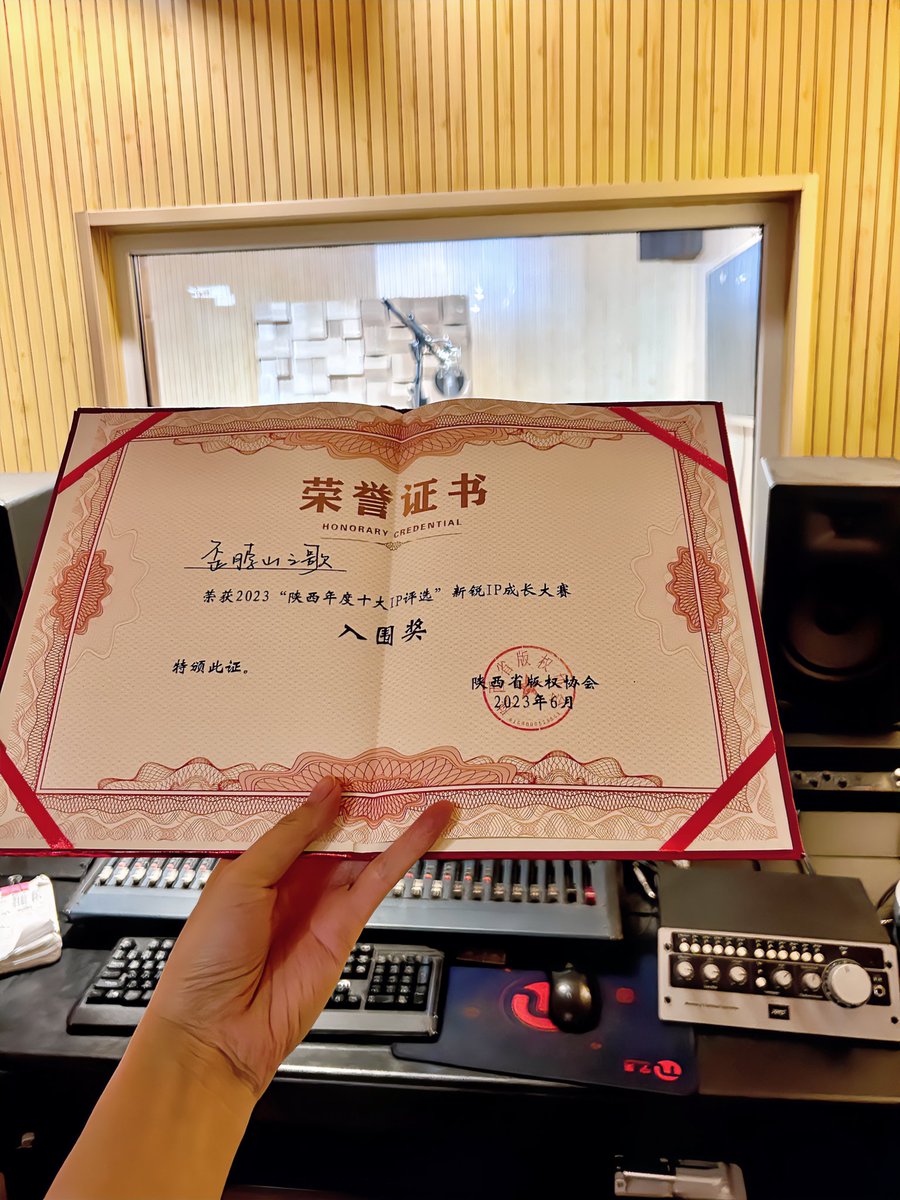 荣誉证书
HONORARY CREDENTIAL
山之歌
荣获2023“陕西年度十大IP评选”新锐IP成长大赛
入围奖
特颁此证。
陕西省版权协会
2023年6月